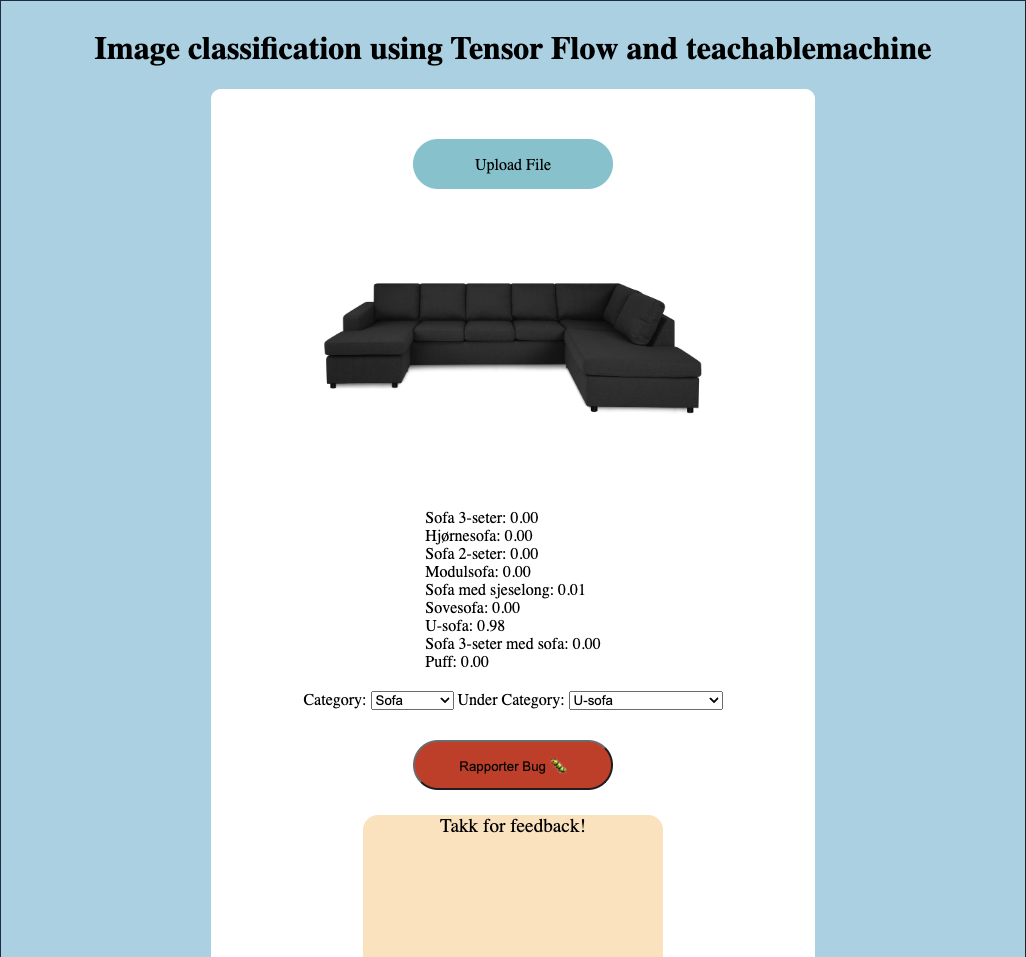 Image classification using Tensor Flow and teachablemachine
Upload File
Sofa 3-seter: 0.00
Hjørnesofa: 0.00
Sofa 2-seter: 0.00
Modulsofa: 0.00
Sofa med sjeselong: 0.01
Sovesofa: 0.00
U-sofa: 0.98
Sofa 3-seter med sofa: 0.00
Puff: 0.00
Category: Sofa Under Category: U-sofa
Rapporter Bug 🐛
Takk for feedback!